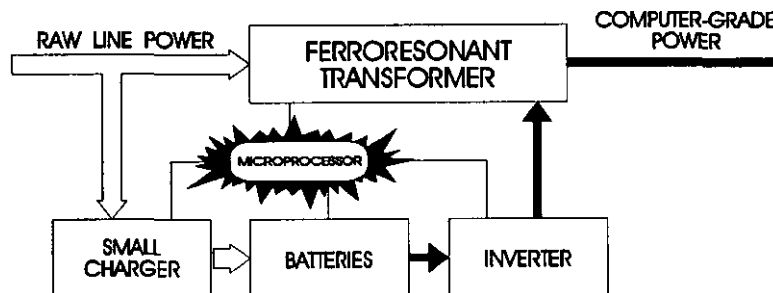 RAW LINE POWER
FERRORESONANT
TRANSFORMER
COMPUTER-GRADE
POWER
MICROPROCESSOR
SMALL
CHARGER
BATTERIES
INVERTER